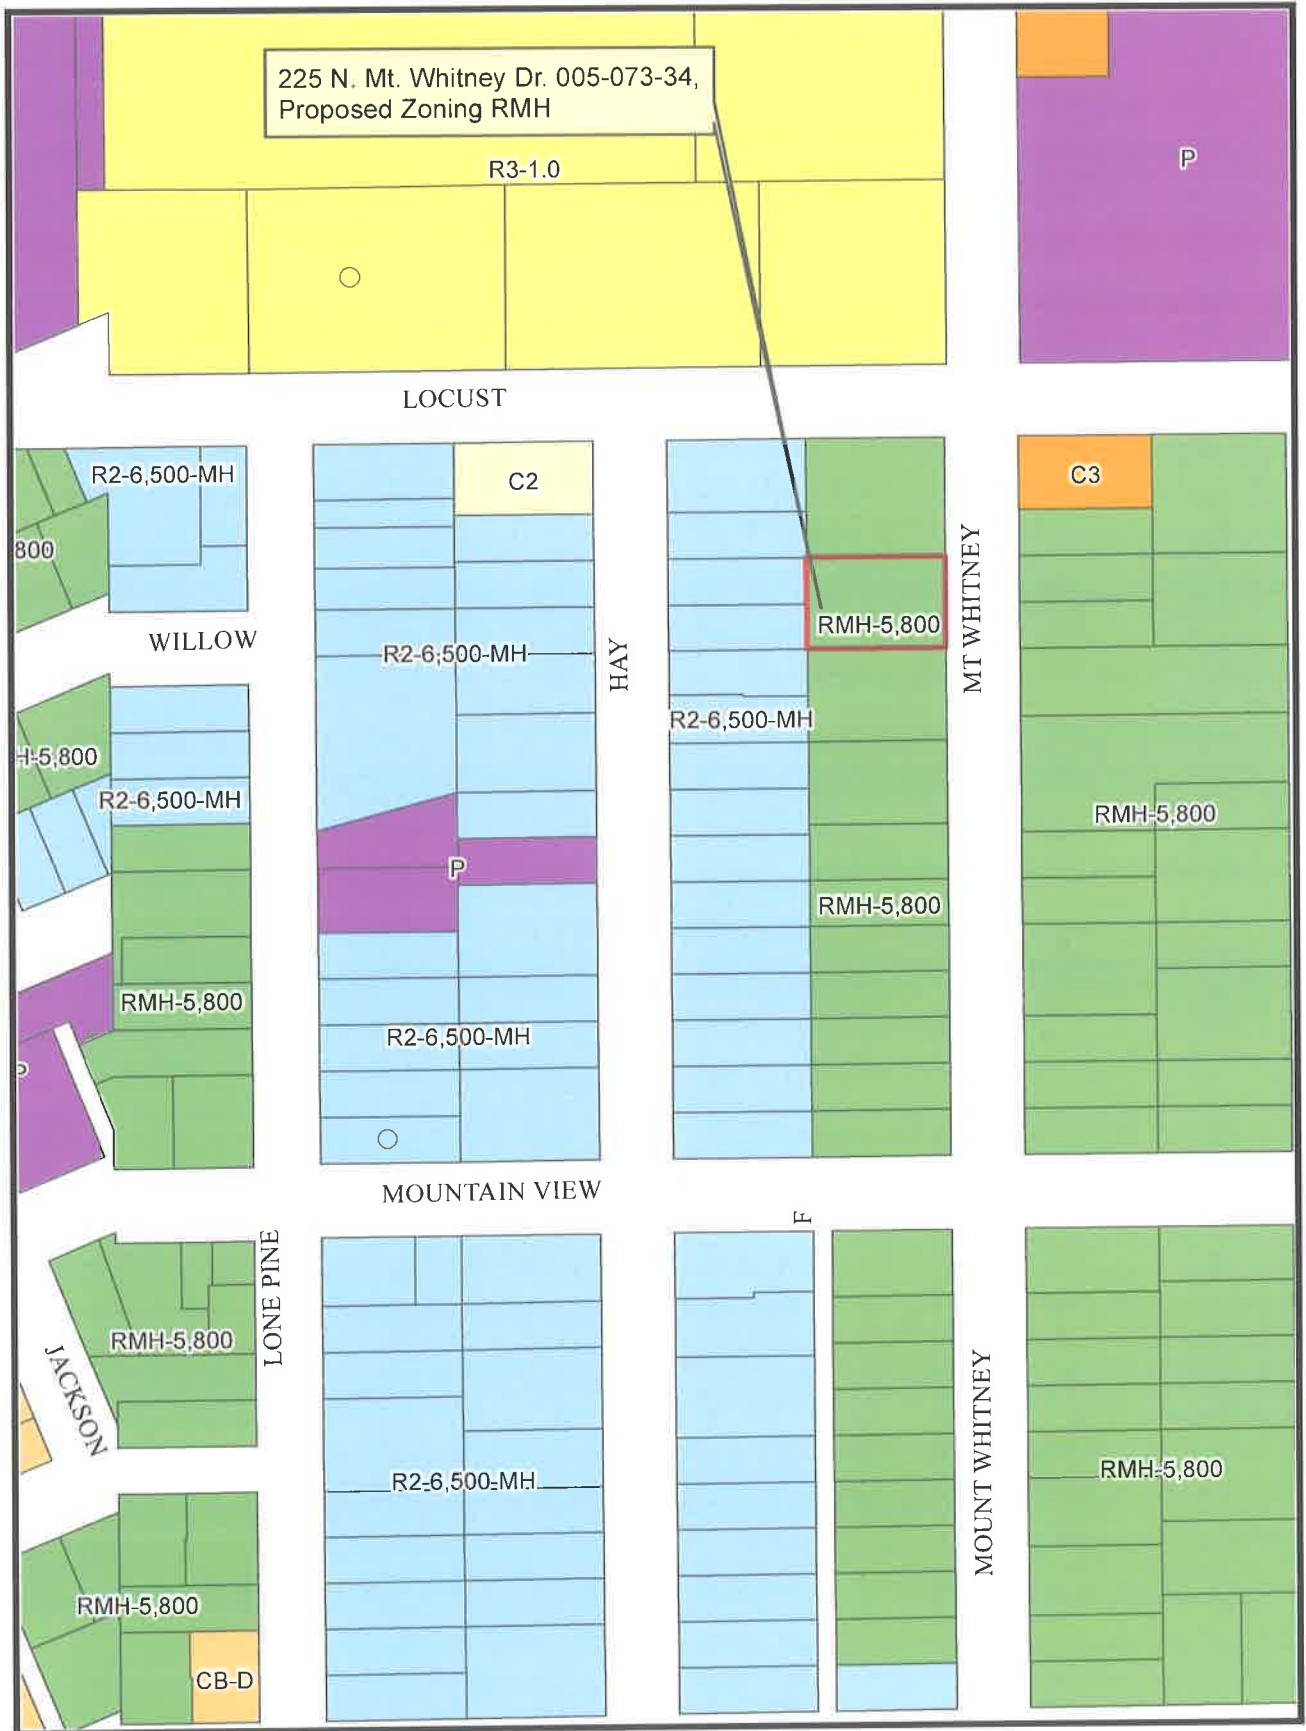 225 N. Mt. Whitney Dr. 005-073-34,
Proposed Zoning RMH
P
R3-1.0
LOCUST
R2-6,500-MH
C2
C3
800
RMH-5,800
MT WHITNEY
WILLOW
R2-6,500-MH
HAY
R2-6,500-MH
H-5,800
R2-6,500-MH
RMH-5,800
P
RMH-5,800
RMH-5,800
R2-6,500-MH
P
MOUNTAIN VIEW
F
LONE PINE
RMH-5,800
JACKSON
MOUNT WHITNEY
RMH-5,800
R2-6,500-MH
RMH-5,800
CB-D